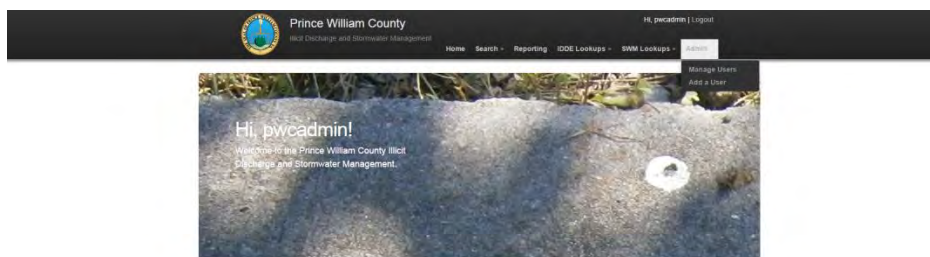 Prince William County
Hi, pwcadmin | Logout
Illicit Discharge and Stormwater Management
Home Search Reporting IDDE Lookups SWM Lookups Admin
Manage Users
Add a User
Hi, pwcadmin!
Welcome to the Prince William County Illicit
Discharge and Stormwater Management.